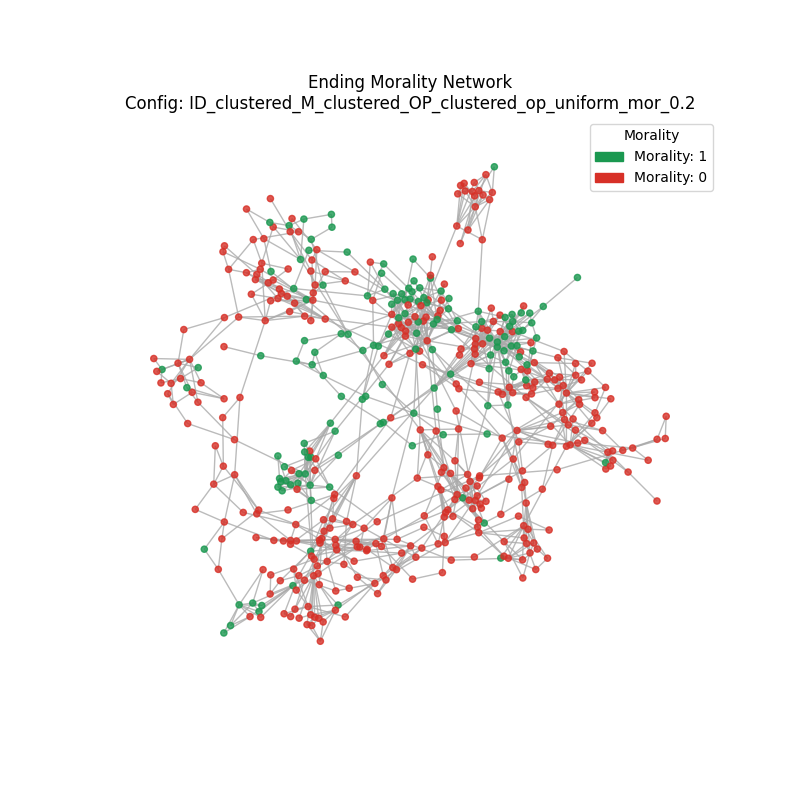 Ending Morality Network
Config: ID_clustered_M_clustered_OP_clustered_op_uniform_mor_0.2
Morality
Morality: 1
Morality: 0